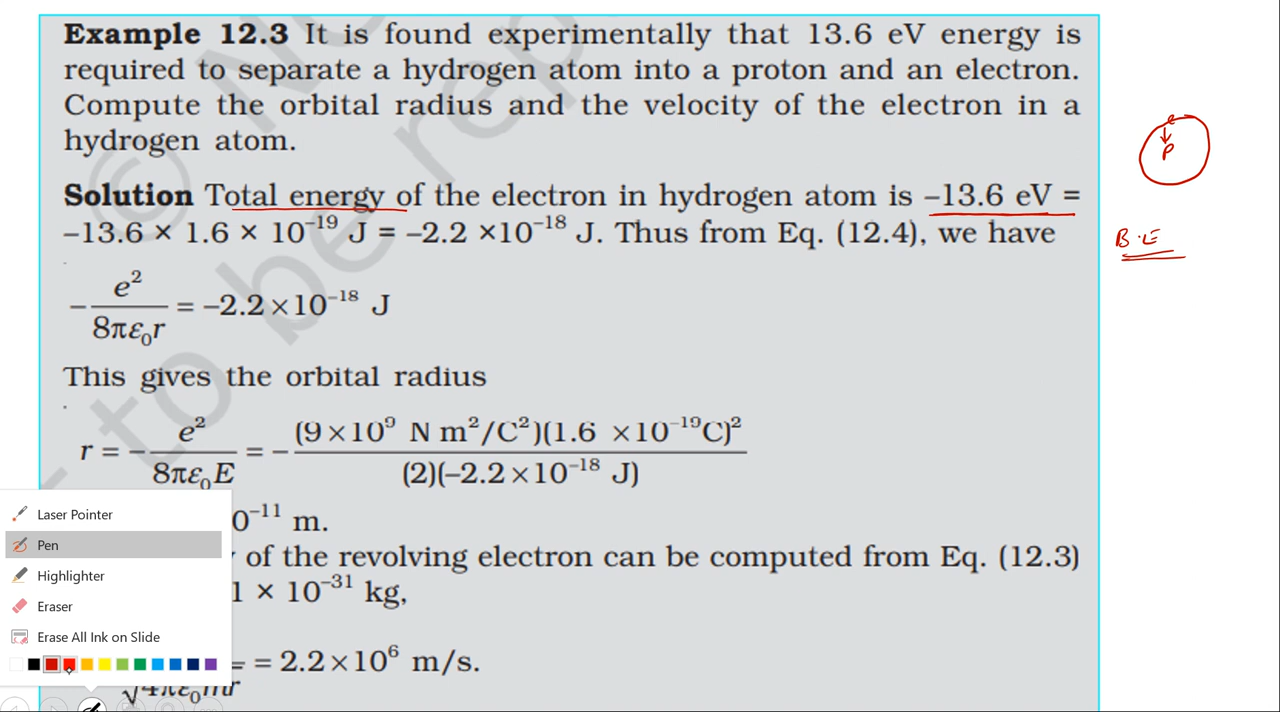 Example 12.3 It is found experimentally that 13.6 eV energy is
required to separate a hydrogen atom into a proton and an electron.
Compute the orbital radius and the velocity of the electron in a
hydrogen atom.
Solution Total energy of the electron in hydrogen atom is –13.6 eV =
–13.6 × 1.6 × 10⁻¹⁹ J = –2.2 ×10⁻¹⁸ J. Thus from Eq. (12.4), we have
-e²/8πε₀r = –2.2×10⁻¹⁸ J
This gives the orbital radius
r = -e²/8πε₀E = -(9×10⁹ N m²/C²)(1.6 ×10⁻¹⁹C)²/(2)(–2.2×10⁻¹⁸ J)
0⁻¹¹ m.
of the revolving electron can be computed from Eq. (12.3)
1 × 10⁻³¹ kg,
= 2.2×10⁶ m/s.
√4πε₀mr
e
P
B.E
Laser Pointer
Pen
Highlighter
Eraser
Erase All Ink on Slide